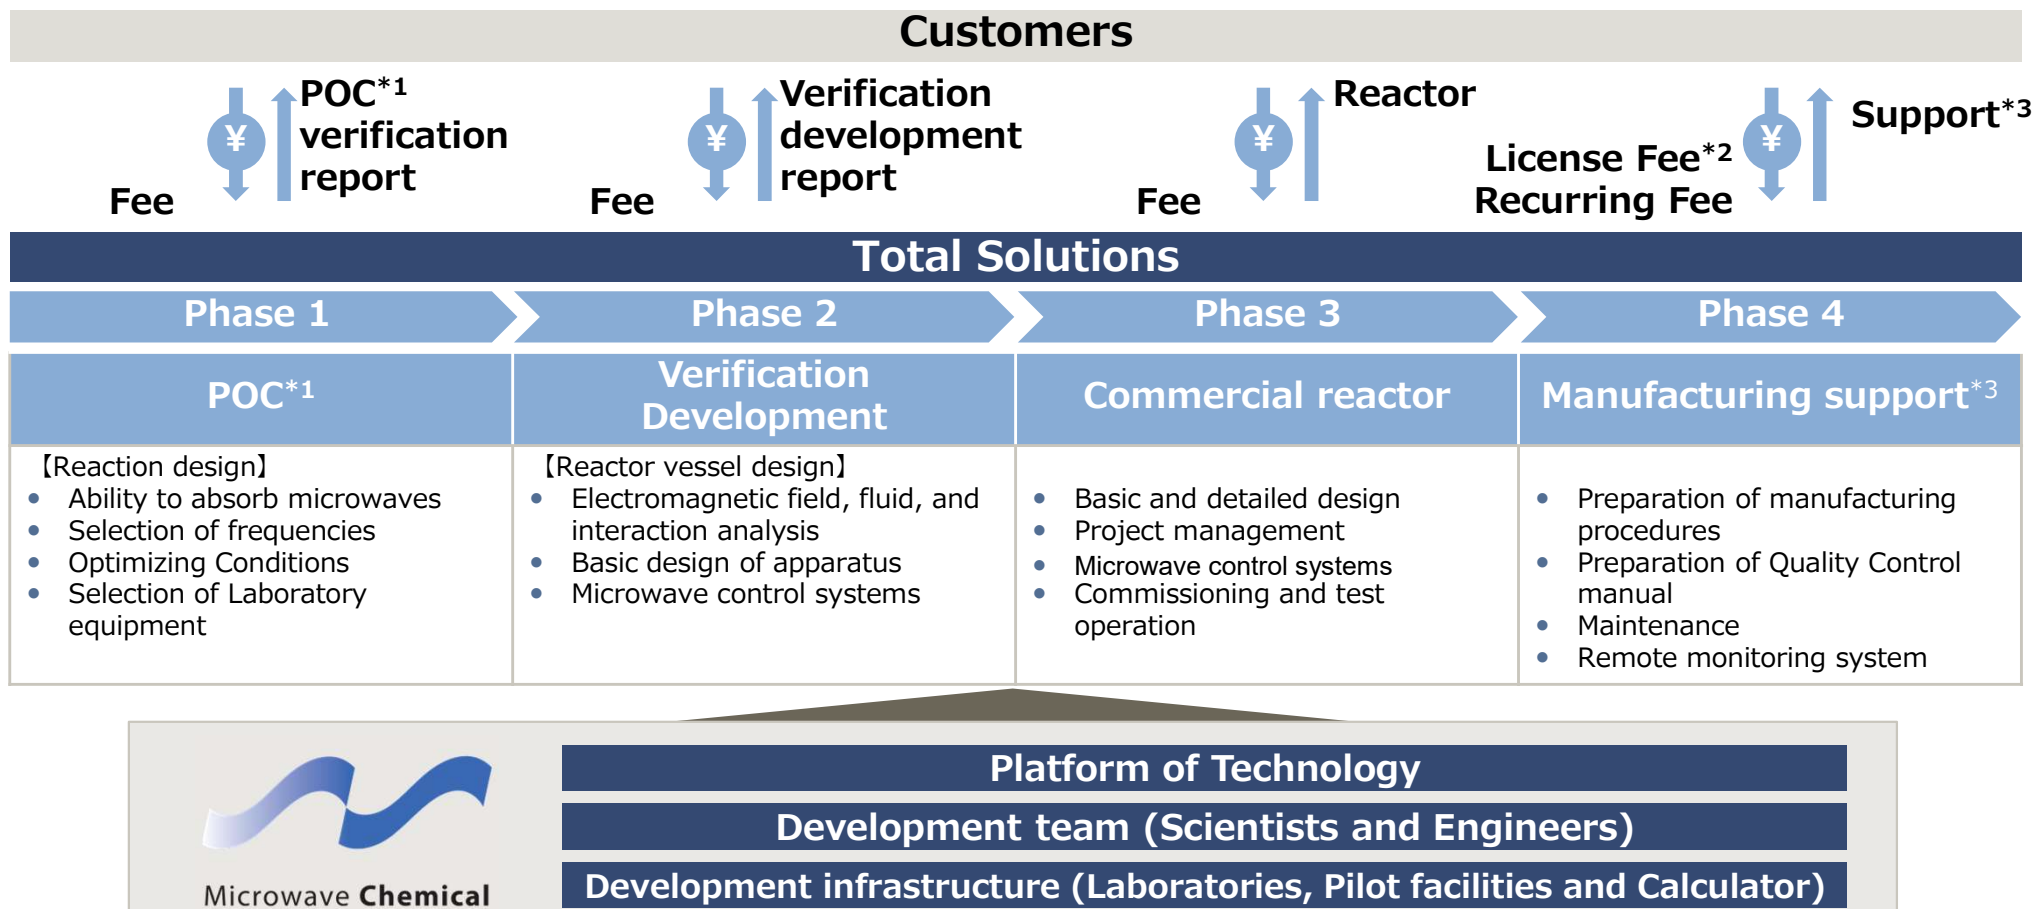 Customers
POC*1
verification
report
¥
Fee
Verification
development
report
¥
Fee
Reactor
¥
Fee
Support*3
¥
License Fee*2
Recurring Fee
Total Solutions
Phase 1
Phase 2
Phase 3
Phase 4
POC*1
Verification
Development
Commercial reactor
Manufacturing support*3
【Reaction design】
• Ability to absorb microwaves
• Selection of frequencies
• Optimizing Conditions
• Selection of Laboratory
equipment
【Reactor vessel design】
• Electromagnetic field, fluid, and
interaction analysis
• Basic design of apparatus
• Microwave control systems
• Basic and detailed design
• Project management
• Microwave control systems
• Commissioning and test
operation
• Preparation of manufacturing
procedures
• Preparation of Quality Control
manual
• Maintenance
• Remote monitoring system
Microwave Chemical
Platform of Technology
Development team (Scientists and Engineers)
Development infrastructure (Laboratories, Pilot facilities and Calculator)